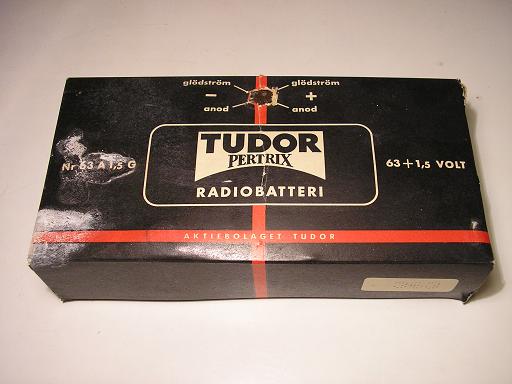 glödström glödström
− +
anod anod
TUDOR
PERTRIX
RADIOBATTERI
Nr 63 A 1,5 G
63+1,5 VOLT
AKTIEBOLAGET TUDOR